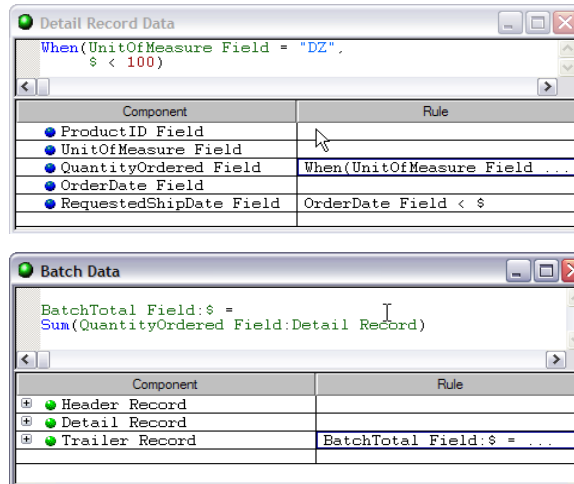 Detail Record Data
When(UnitOfMeasure Field = "DZ",
$ < 100)
Component Rule
ProductID Field
UnitOfMeasure Field
QuantityOrdered Field When(UnitOfMeasure Field ...
OrderDate Field
RequestedShipDate Field OrderDate Field < $
Batch Data
BatchTotal Field:$ =
Sum(QuantityOrdered Field:Detail Record)
Component Rule
Header Record
Detail Record
Trailer Record BatchTotal Field:$ = ...